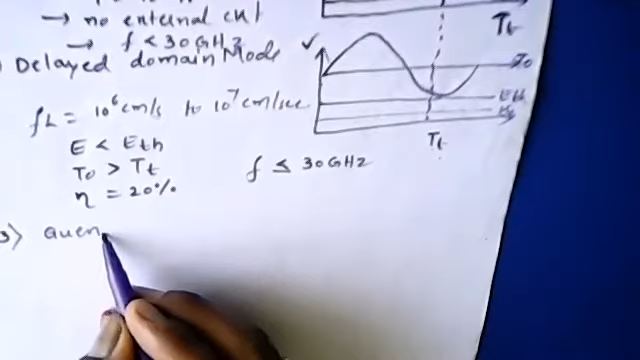 → no external ckt
→ f < 30 GHz
) Delayed domain Mode
Tt
✓
To
Eth
fL = 10⁶ cm/s to 10⁷ cm/sec
E < Eth
To > Tt
η = 20%
Tt
f ≤ 30 GHz
3) Quen